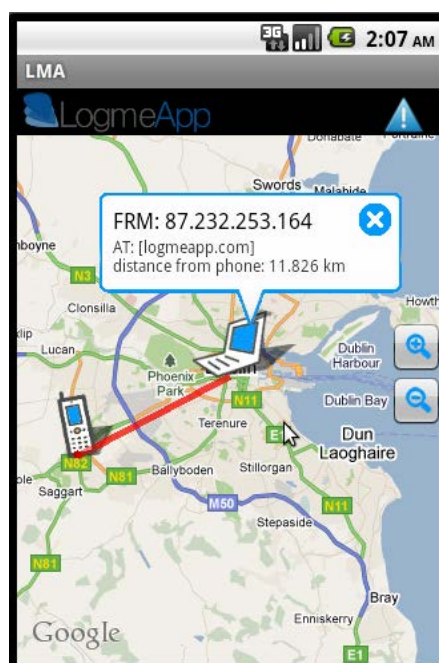 3G 2:07 AM
LMA
LogmeApp
Donabate
Swords Malahide
FRM: 87.232.253.164
AT: [logmeapp.com]
distance from phone: 11.826 km
N3
Clonsilla
Howth
Lucan
Phoenix
Park
Dublin
Harbour
N11
Dublin Bay
Terenure
E
Dun
Laoghaire
N82
N81
Ballyboden
Stillorgan
Saggart
M50
N11
Stepaside
N81
Bray
Enniskerry
Google
E1